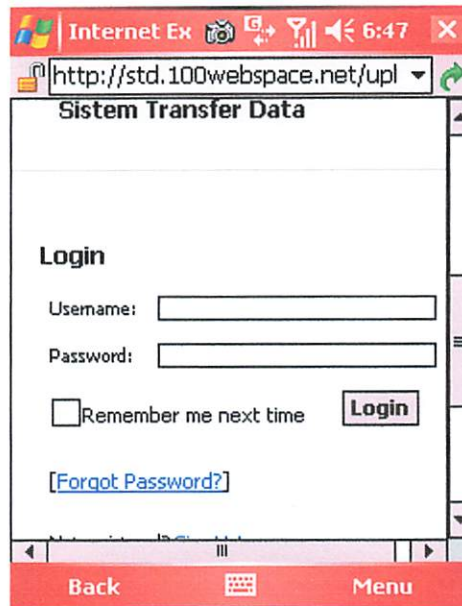 Internet Ex G 6:47
http://std.100webspace.net/upl
Sistem Transfer Data
Login
Username:
Password:
Remember me next time Login
[Forgot Password?]
Back Menu